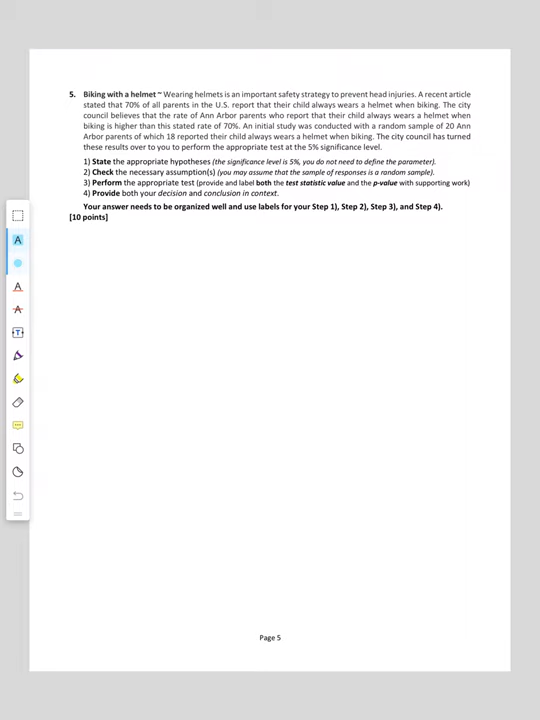 5. Biking with a helmet ~ Wearing helmets is an important safety strategy to prevent head injuries. A recent article
stated that 70% of all parents in the U.S. report that their child always wears a helmet when biking. The city
council believes that the rate of Ann Arbor parents who report that their child always wears a helmet when
biking is higher than this stated rate of 70%. An initial study was conducted with a random sample of 20 Ann
Arbor parents of which 18 reported their child always wears a helmet when biking. The city council has turned
these results over to you to perform the appropriate test at the 5% significance level.
1) State the appropriate hypotheses (the significance level is 5%, you do not need to define the parameter).
2) Check the necessary assumption(s) (you may assume that the sample of responses is a random sample).
3) Perform the appropriate test (provide and label both the test statistic value and the p-value with supporting work)
4) Provide both your decision and conclusion in context.
Your answer needs to be organized well and use labels for your Step 1), Step 2), Step 3), and Step 4).
[10 points]
A
A
A
T
Page 5